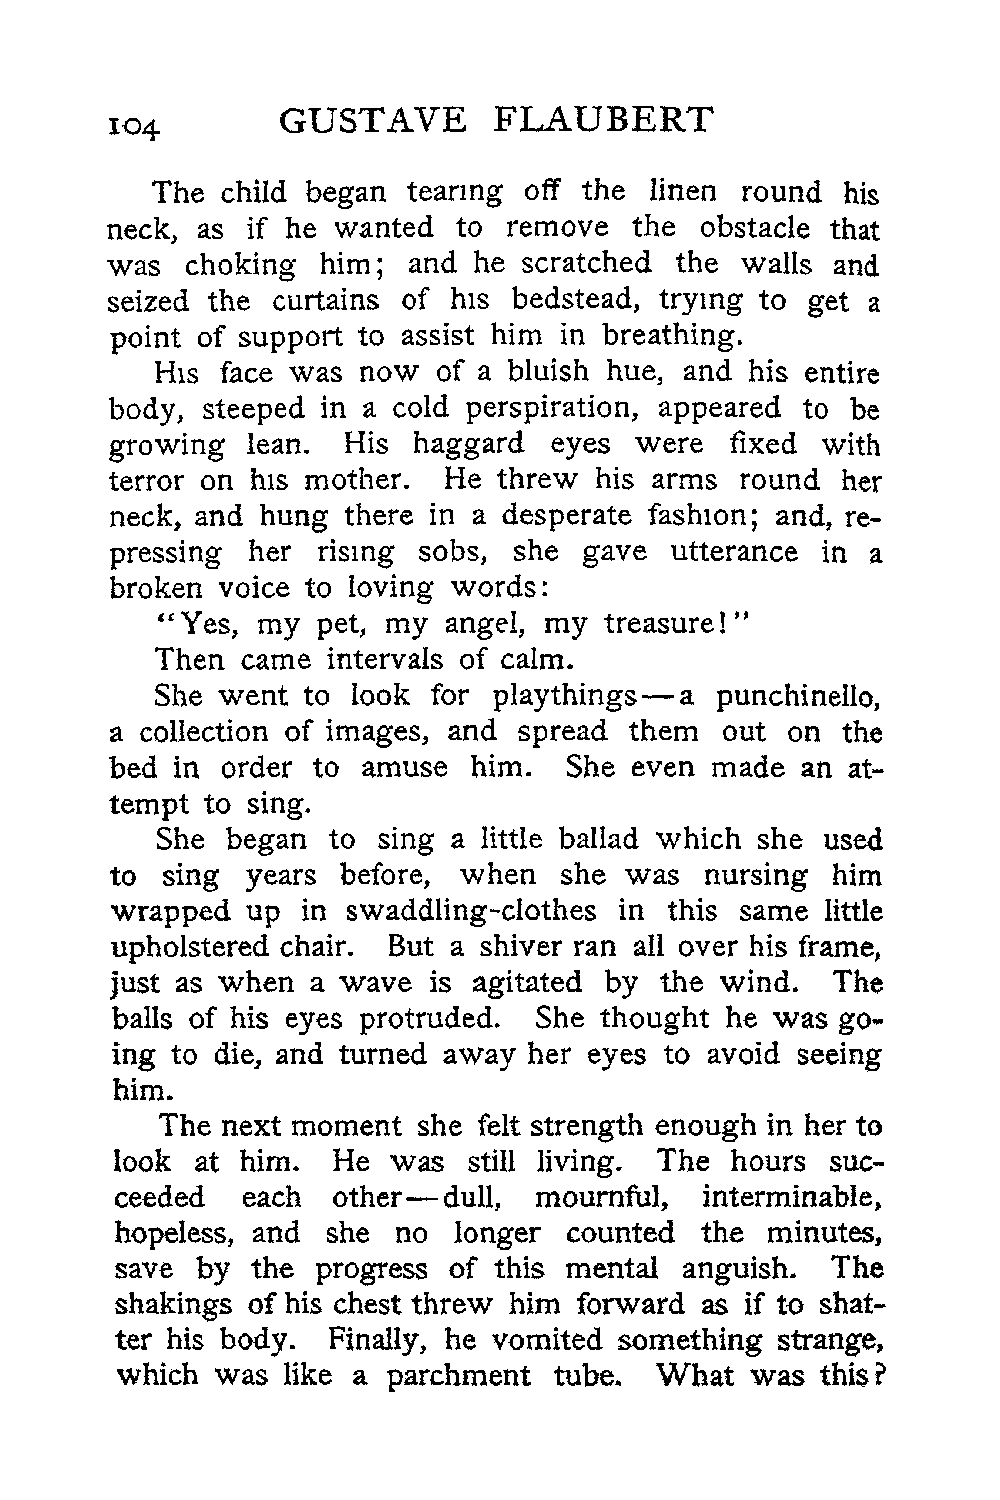 104 GUSTAVE FLAUBERT
The child began tearing off the linen round his
neck, as if he wanted to remove the obstacle that
was choking him; and he scratched the walls and
seized the curtains of his bedstead, trying to get a
point of support to assist him in breathing.
His face was now of a bluish hue, and his entire
body, steeped in a cold perspiration, appeared to be
growing lean. His haggard eyes were fixed with
terror on his mother. He threw his arms round her
neck, and hung there in a desperate fashion; and, re-
pressing her rising sobs, she gave utterance in a
broken voice to loving words:
"Yes, my pet, my angel, my treasure!"
Then came intervals of calm.
She went to look for playthings—a punchinello,
a collection of images, and spread them out on the
bed in order to amuse him. She even made an at-
tempt to sing.
She began to sing a little ballad which she used
to sing years before, when she was nursing him
wrapped up in swaddling-clothes in this same little
upholstered chair. But a shiver ran all over his frame,
just as when a wave is agitated by the wind. The
balls of his eyes protruded. She thought he was go-
ing to die, and turned away her eyes to avoid seeing
him.
The next moment she felt strength enough in her to
look at him. He was still living. The hours suc-
ceeded each other—dull, mournful, interminable,
hopeless, and she no longer counted the minutes,
save by the progress of this mental anguish. The
shakings of his chest threw him forward as if to shat-
ter his body. Finally, he vomited something strange,
which was like a parchment tube. What was this?